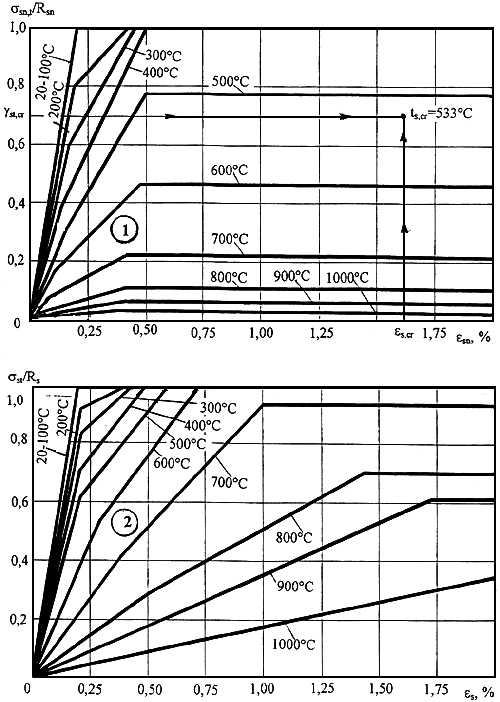 σsn,t/Rsn
1,0
0,8
γst,cr
0,6
0,4
0,2
0
20-100°C
200°C
300°C
400°C
500°C
ts,cr=533°C
600°C
1
700°C
800°C
900°C
1000°C
0,25
0,50
0,75
1,00
1,25
εs,cr
1,75
εsn, %
σst/Rs
1,0
0,8
0,6
0,4
0,2
0
20-100°C
200°C
300°C
400°C
500°C
600°C
700°C
2
800°C
900°C
1000°C
0,25
0,50
0,75
1,00
1,25
1,50
1,75
εs, %